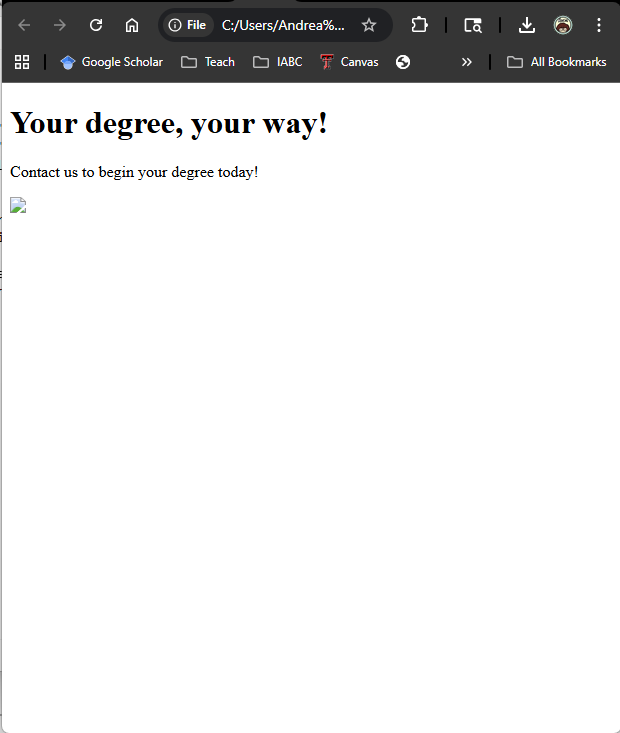 File C:/Users/Andrea%...
Google Scholar Teach IABC Canvas » All Bookmarks
Your degree, your way!
Contact us to begin your degree today!